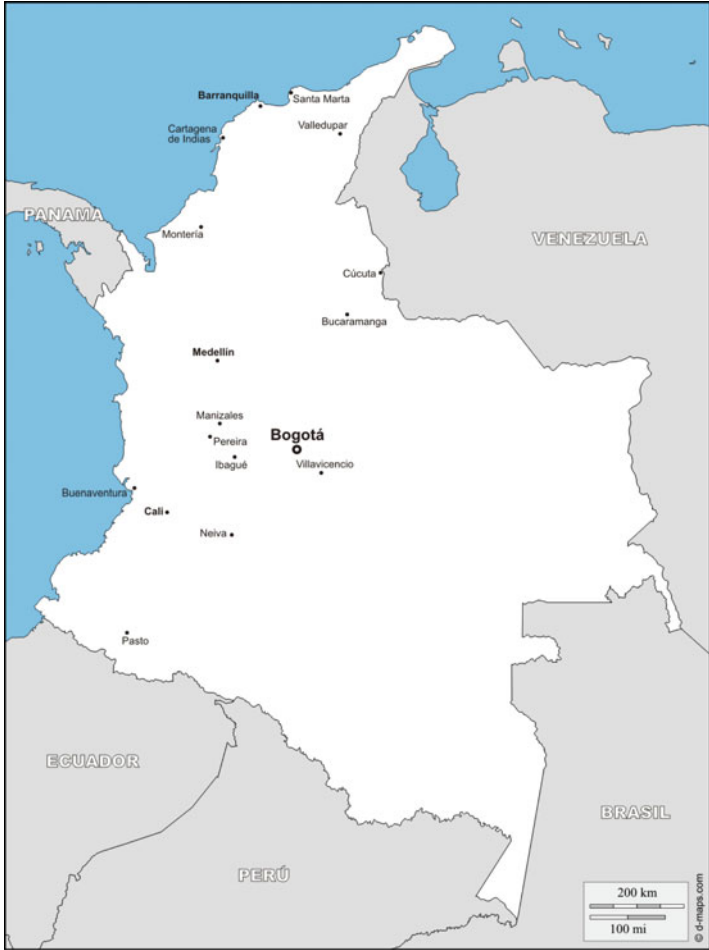 Barranquilla
Santa Marta
Cartagena
de Indias
Valledupar
PANAMA
Montería
VENEZUELA
Cúcuta
Bucaramanga
Medellín
Manizales
Bogotá
Pereira
Ibagué
Villavicencio
Buenaventura
Cali
Neiva
Pasto
ECUADOR
BRASIL
PERÚ
200 km
100 mi
© d-maps.com